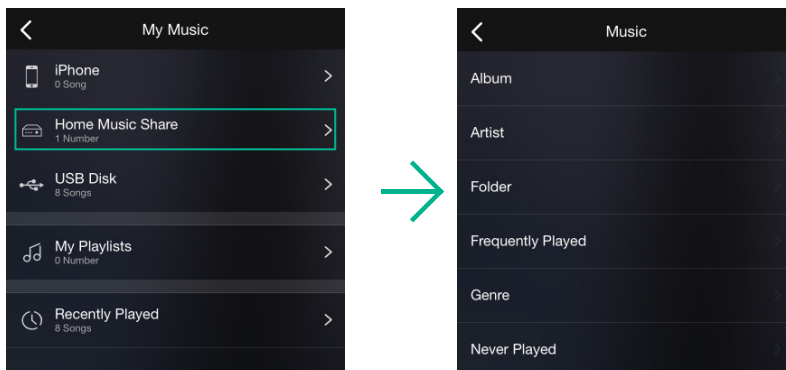 My Music
iPhone
0 Song
Home Music Share
1 Number
USB Disk
8 Songs
My Playlists
0 Number
Recently Played
8 Songs
Music
Album
Artist
Folder
Frequently Played
Genre
Never Played